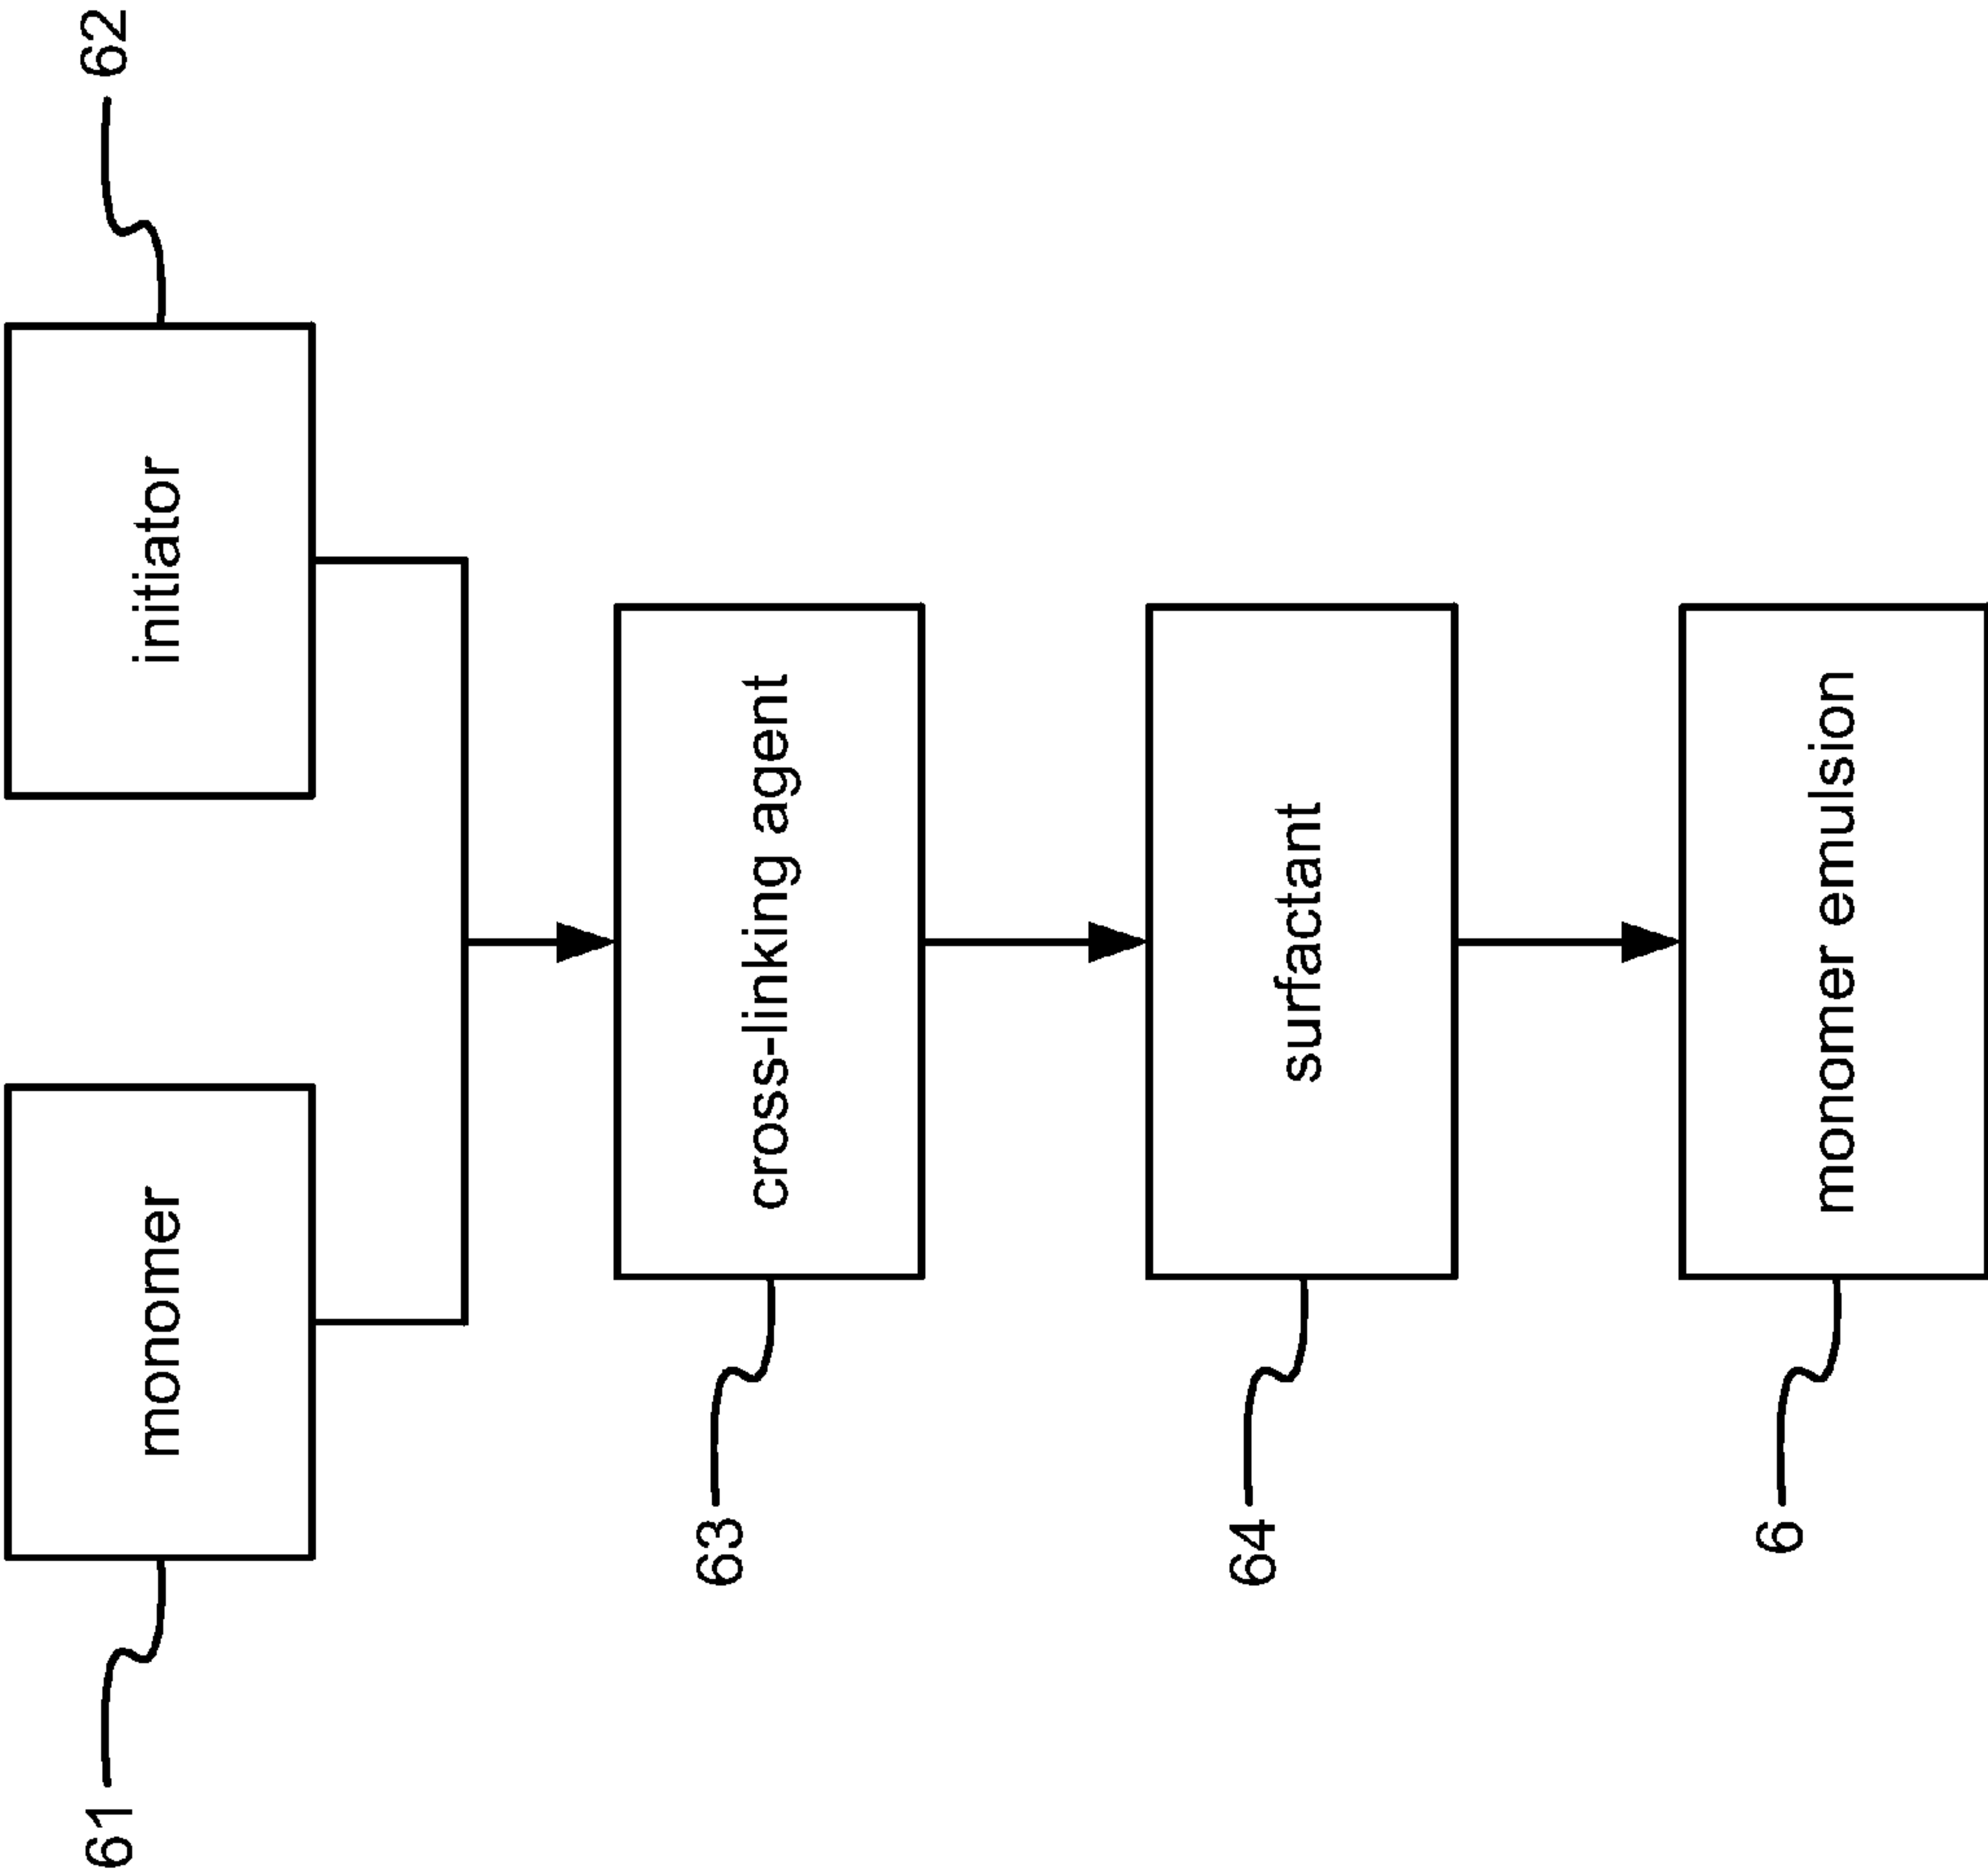 61
monomer
initiator
62
63
cross-linking agent
64
surfactant
6
monomer emulsion